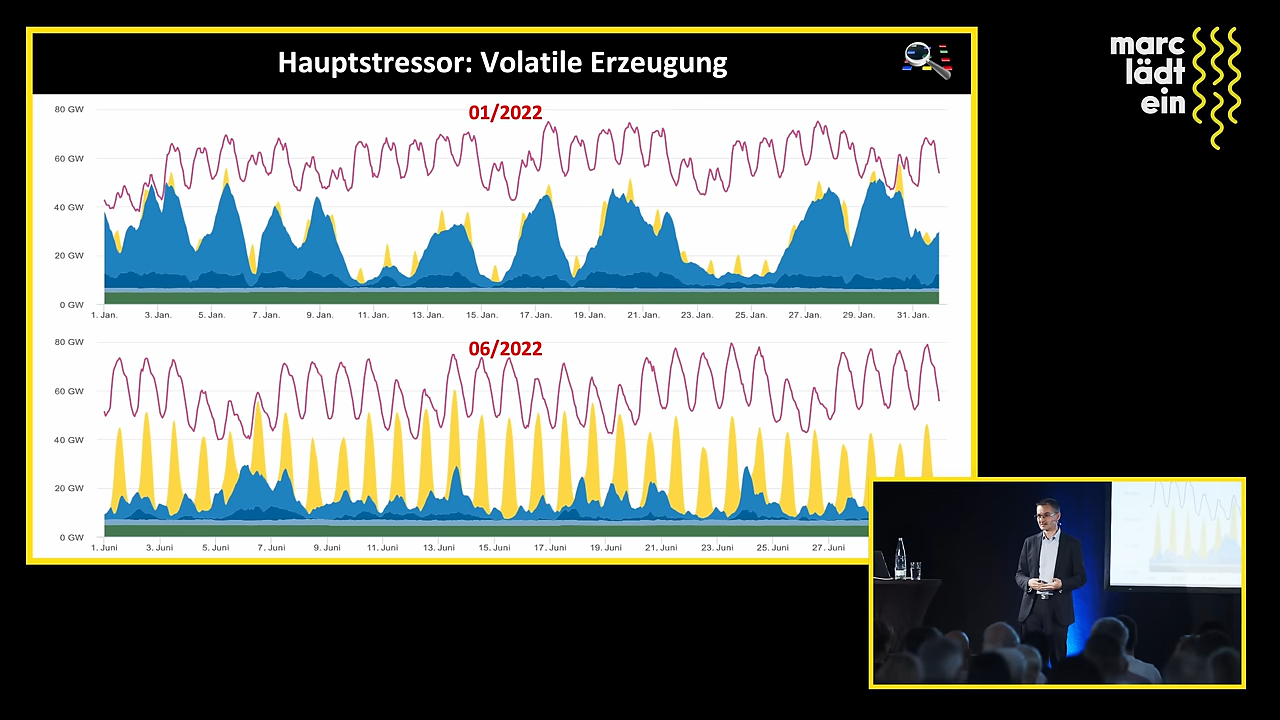 Hauptstressor: Volatile Erzeugung
marc
lädt
ein
01/2022
80 GW
60 GW
40 GW
20 GW
0 GW
1. Jan. 3. Jan. 5. Jan. 7. Jan. 9. Jan. 11. Jan. 13. Jan. 15. Jan. 17. Jan. 19. Jan. 21. Jan. 23. Jan. 25. Jan. 27. Jan. 29. Jan. 31. Jan.
06/2022
80 GW
60 GW
40 GW
20 GW
0 GW
1. Juni 3. Juni 5. Juni 7. Juni 9. Juni 11. Juni 13. Juni 15. Juni 17. Juni 19. Juni 21. Juni 23. Juni 25. Juni 27. Juni